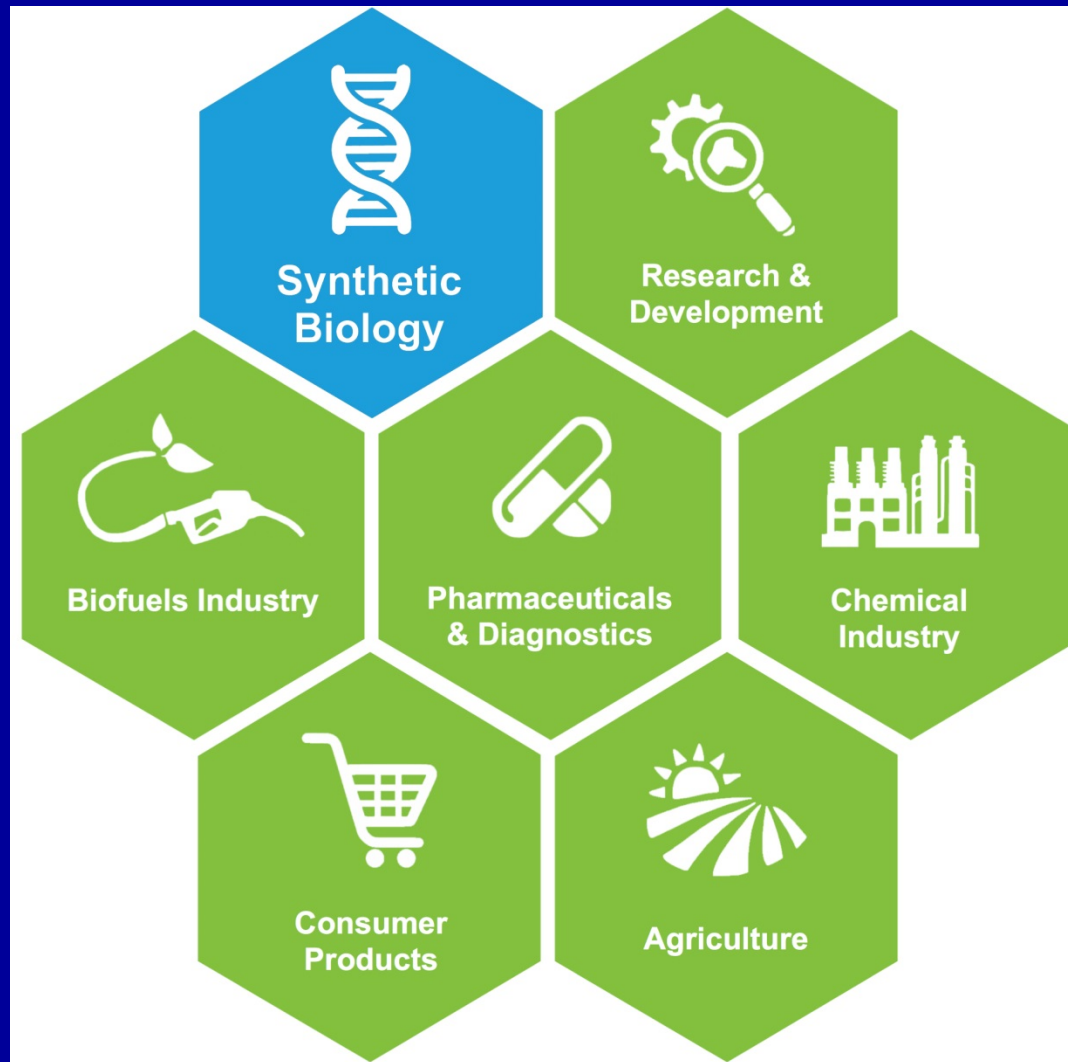 Synthetic
Biology
Research &
Development
Biofuels Industry
Pharmaceuticals
& Diagnostics
Chemical
Industry
Consumer
Products
Agriculture